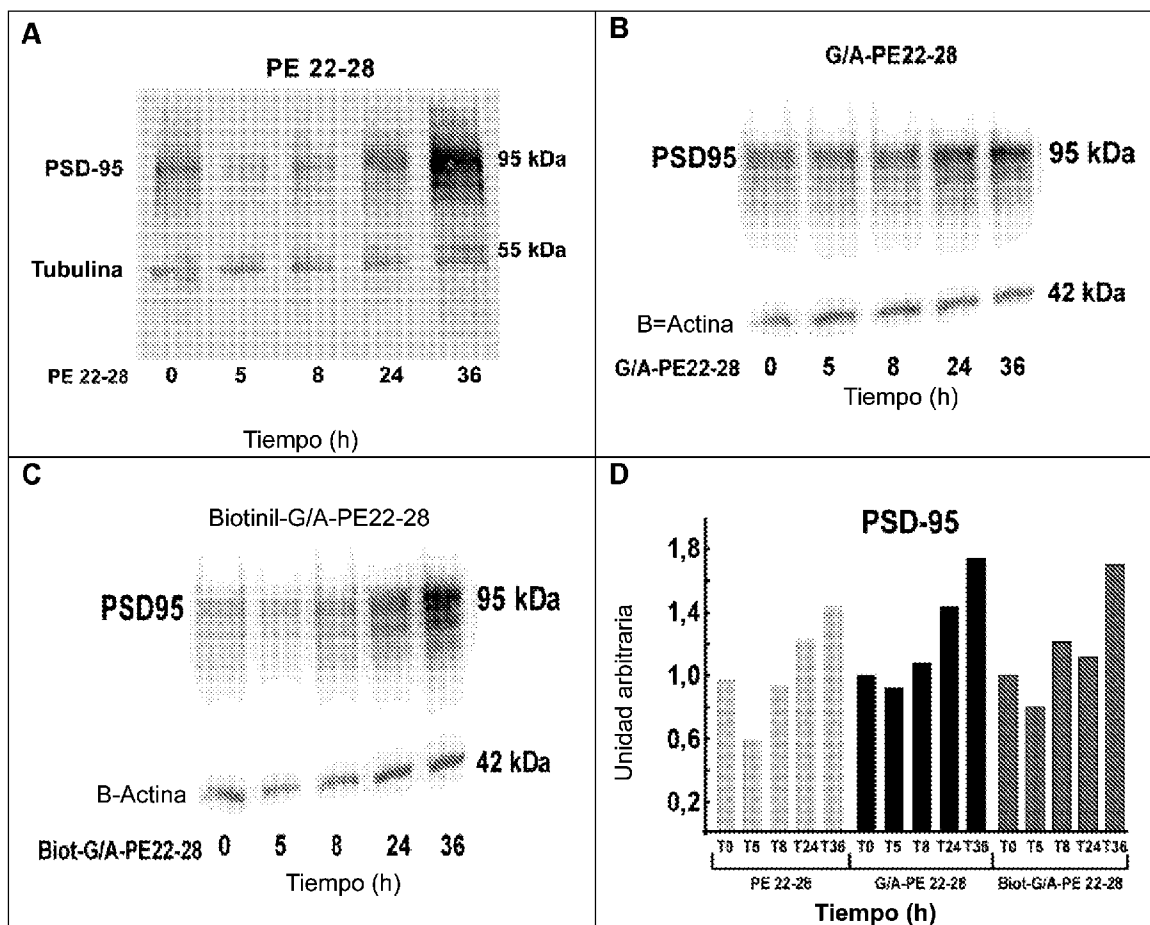 A
PE 22-28
PSD-95
95 kDa
55 kDa
Tubulina
PE 22-28 0 5 8 24 36
Tiempo (h)
B
G/A-PE22-28
PSD95
95 kDa
42 kDa
B=Actina
G/A-PE22-28 0 5 8 24 36
Tiempo (h)
C
Biotinil-G/A-PE22-28
PSD95
95 kDa
42 kDa
B-Actina
Biot-G/A-PE22-28 0 5 8 24 36
Tiempo (h)
D
PSD-95
Unidad arbitraria
1,8
1,4
1,0
0,6
0,2
T0 T5 T8 T24 T36 T0 T5 T8 T24 T36 T0 T5 T8 T24 T36
PE 22-28 G/A-PE 22-28 Biot-G/A-PE 22-28
Tiempo (h)